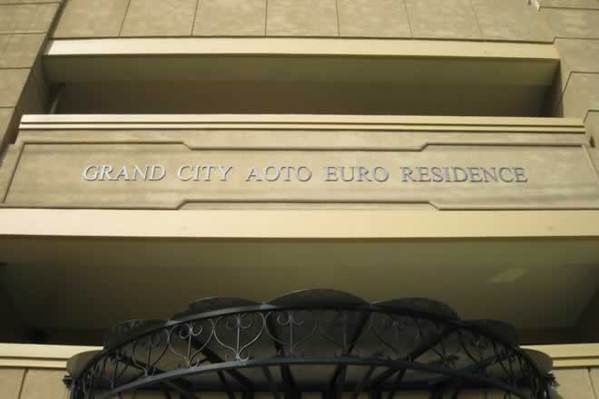 GRAND CITY AOTO EURO RESIDENCE